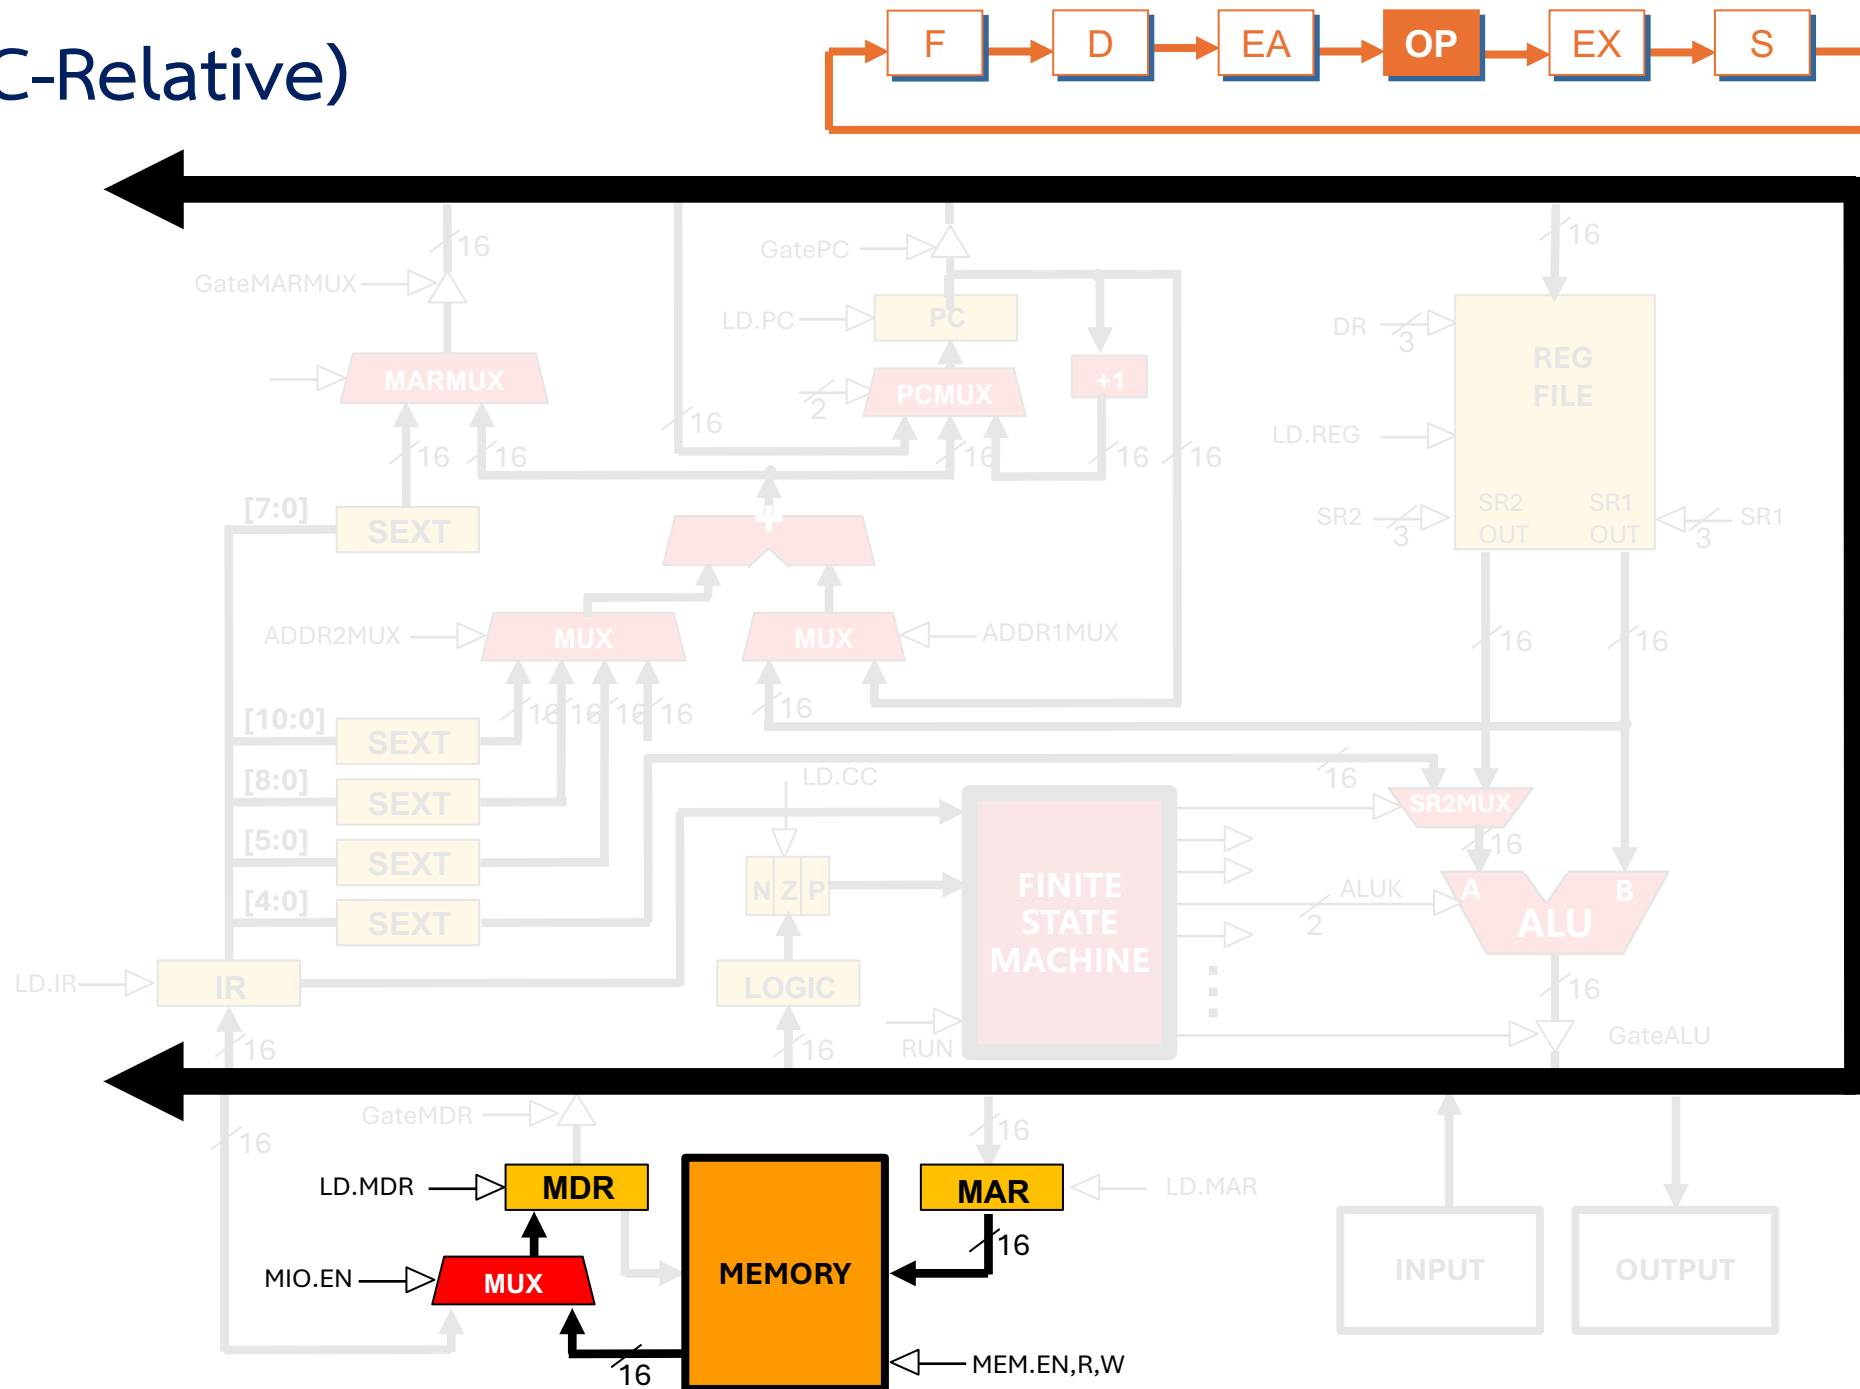 C-Relative)
F D EA OP EX S
16
GateMARMUX
GatePC
16
LD.PC
PC
DR
3
REG
FILE
MARMUX
2
PCMUX
+1
16
LD.REG
16
16
16
16
16
[7:0]
SEXT
+
SR2
3
SR2
OUT
SR1
OUT
3
SR1
ADDR2MUX
MUX
MUX
ADDR1MUX
16
16
16
16
16
16
16
[10:0]
SEXT
[8:0]
SEXT
LD.CC
16
SR2MUX
[5:0]
SEXT
16
N Z P
FINITE
STATE
MACHINE
ALUK
2
A
B
ALU
[4:0]
SEXT
LD.IR
IR
LOGIC
16
16
16
RUN
GateALU
GateMDR
16
16
LD.MDR
MDR
MAR
LD.MAR
MEMORY
16
MIO.EN
MUX
INPUT
OUTPUT
16
MEM.EN,R,W